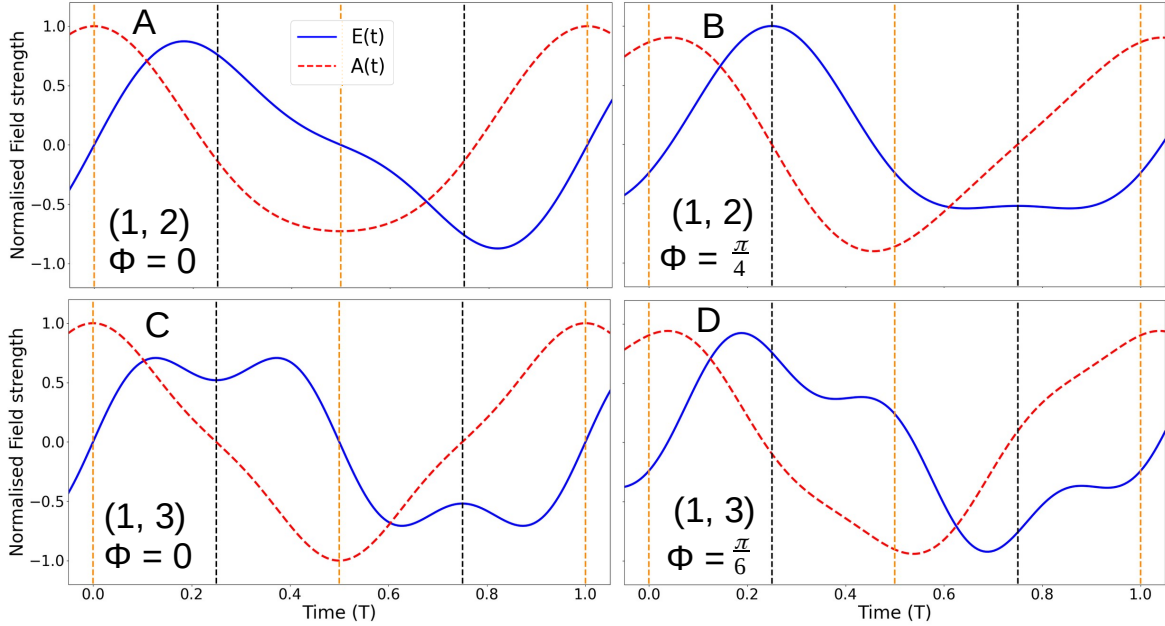 A
B
E(t)
A(t)
Normalised Field strength
1.0
0.5
0.0
−0.5
−1.0
(1, 2)
Φ = 0
(1, 2)
Φ = π/4
C
D
Normalised Field strength
1.0
0.5
0.0
−0.5
−1.0
(1, 3)
Φ = 0
(1, 3)
Φ = π/6
0.0 0.2 0.4 0.6 0.8 1.0
0.0 0.2 0.4 0.6 0.8 1.0
Time (T)
Time (T)